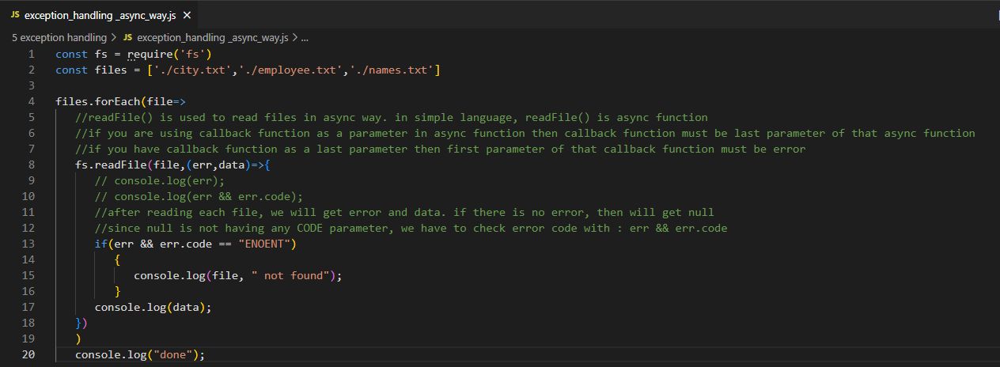 JS exception_handling _async_way.js ×
5 exception handling > JS exception_handling _async_way.js > ...
1 const fs = require('fs')
2 const files = ['./city.txt','./employee.txt','./names.txt']
3
4 files.forEach(file=>
5 //readFile() is used to read files in async way. in simple language, readFile() is async function
6 //if you are using callback function as a parameter in async function then callback function must be last parameter of that async function
7 //if you have callback function as a last parameter then first parameter of that callback function must be error
8 fs.readFile(file,(err,data)=>{
9 // console.log(err);
10 // console.log(err && err.code);
11 //after reading each file, we will get error and data. if there is no error, then will get null
12 //since null is not having any CODE parameter, we have to check error code with : err && err.code
13 if(err && err.code == "ENOENT")
14 {
15 console.log(file, " not found");
16 }
17 console.log(data);
18 })
19 )
20 console.log("done");